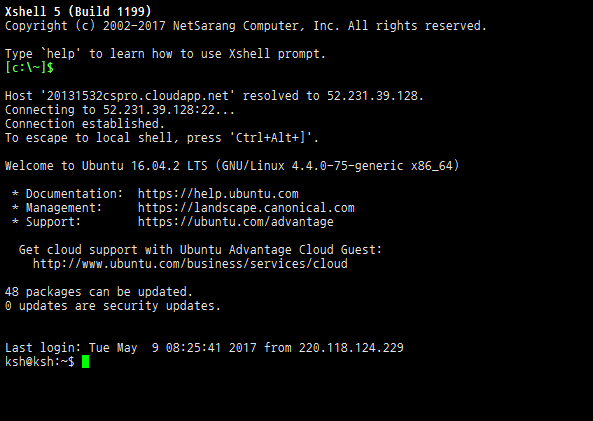 Xshell 5 (Build 1199)
Copyright (c) 2002-2017 NetSarang Computer, Inc. All rights reserved.
Type `help' to learn how to use Xshell prompt.
[c:\~]$
Host '20131532cspro.cloudapp.net' resolved to 52.231.39.128.
Connecting to 52.231.39.128:22...
Connection established.
To escape to local shell, press 'Ctrl+Alt+]'.
Welcome to Ubuntu 16.04.2 LTS (GNU/Linux 4.4.0-75-generic x86_64)
* Documentation:  https://help.ubuntu.com
* Management:     https://landscape.canonical.com
* Support:        https://ubuntu.com/advantage
Get cloud support with Ubuntu Advantage Cloud Guest:
http://www.ubuntu.com/business/services/cloud
48 packages can be updated.
0 updates are security updates.
Last login: Tue May  9 08:25:41 2017 from 220.118.124.229
ksh@ksh:~$